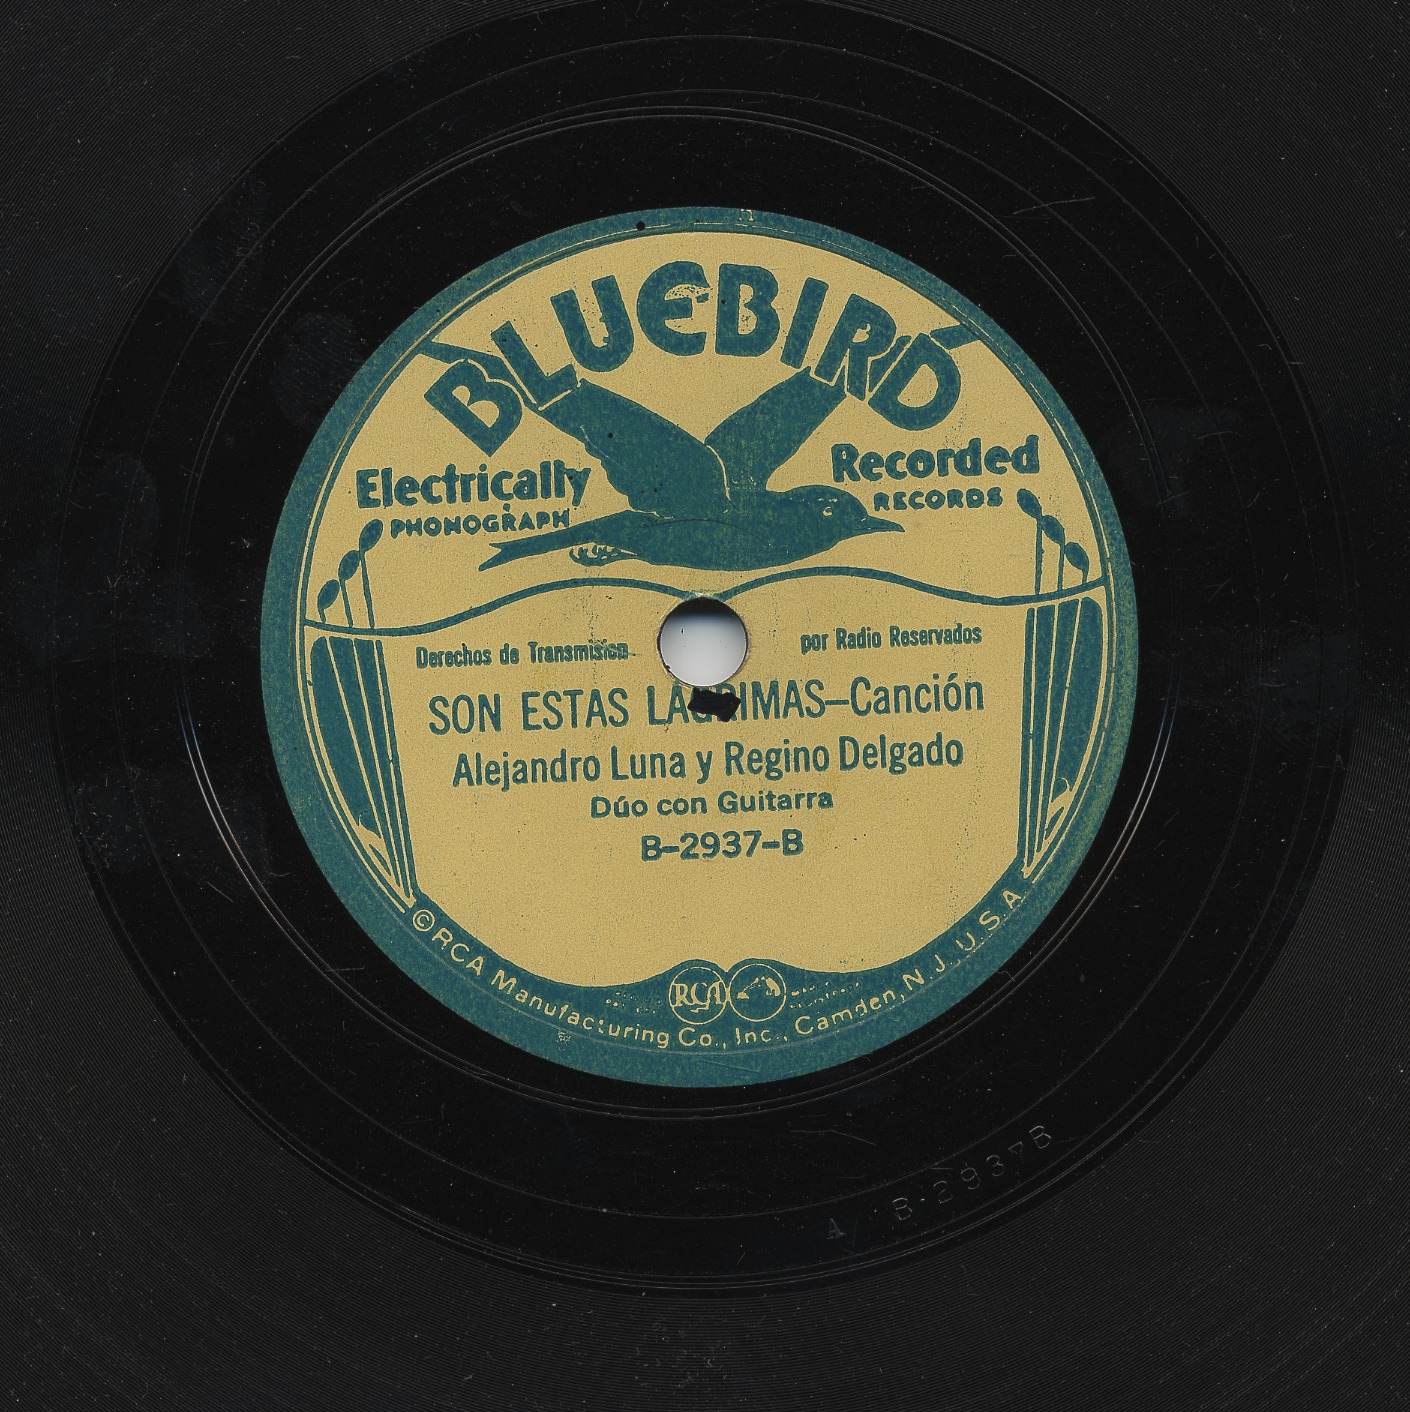 BLUEBIRD
Electrically Recorded
PHONOGRAPH RECORDS
Derechos de Transmisión por Radio Reservados
SON ESTAS LAGRIMAS—Canción
Alejandro Luna y Regino Delgado
Dúo con Guitarra
B-2937-B
RCA
© RCA Manufacturing Co., Inc., Camden, N. J., U.S.A
A B-2937B